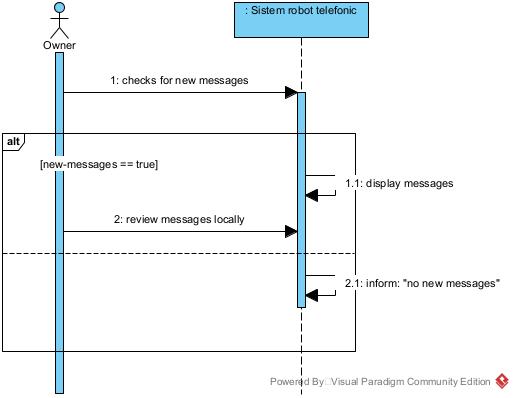 : Sistem robot telefonic
Owner
1: checks for new messages
alt
[new-messages == true]
1.1: display messages
2: review messages locally
2.1: inform: "no new messages"
Powered By Visual Paradigm Community Edition